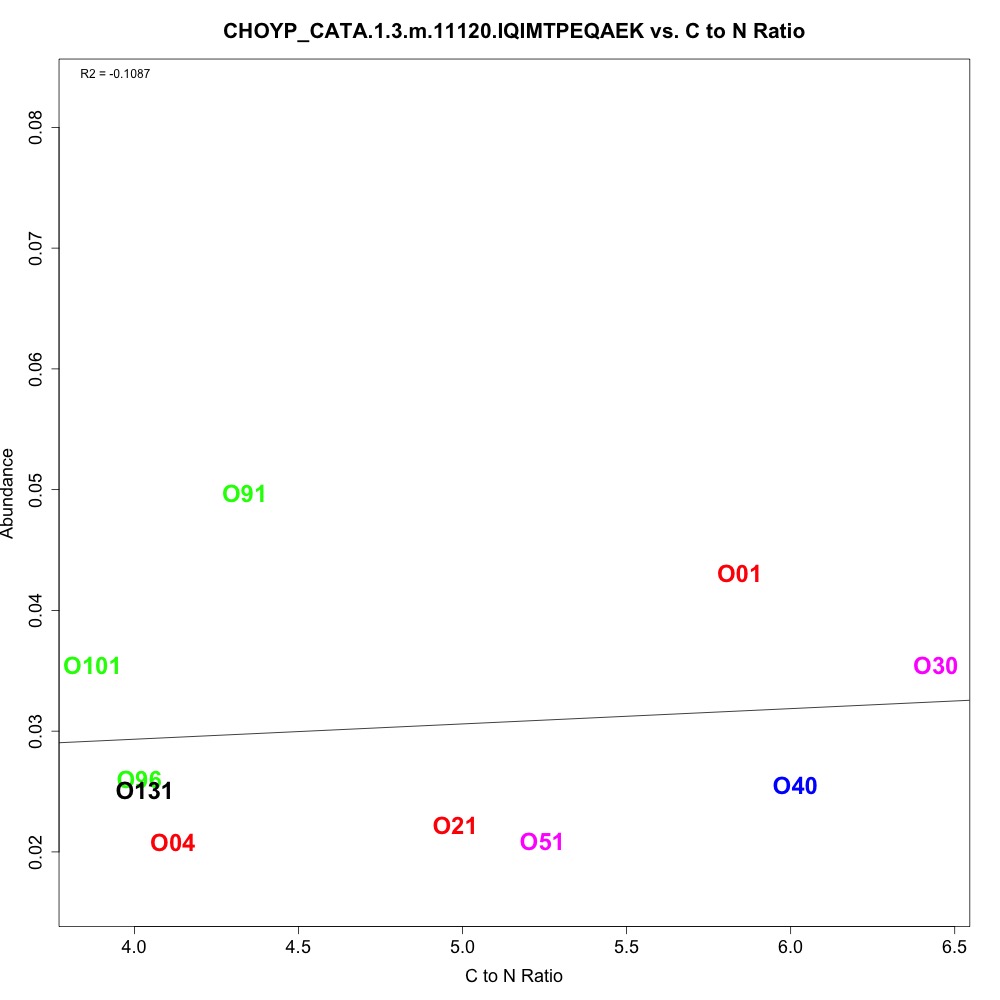 CHOYP_CATA.1.3.m.11120.IQIMTPEQAEK vs. C to N Ratio
R2 = -0.1087
0.08
0.07
0.06
0.05
0.04
0.03
0.02
Abundance
O91
O01
O101
O30
O96
O131
O40
O21
O04
O51
4.0 4.5 5.0 5.5 6.0 6.5
C to N Ratio